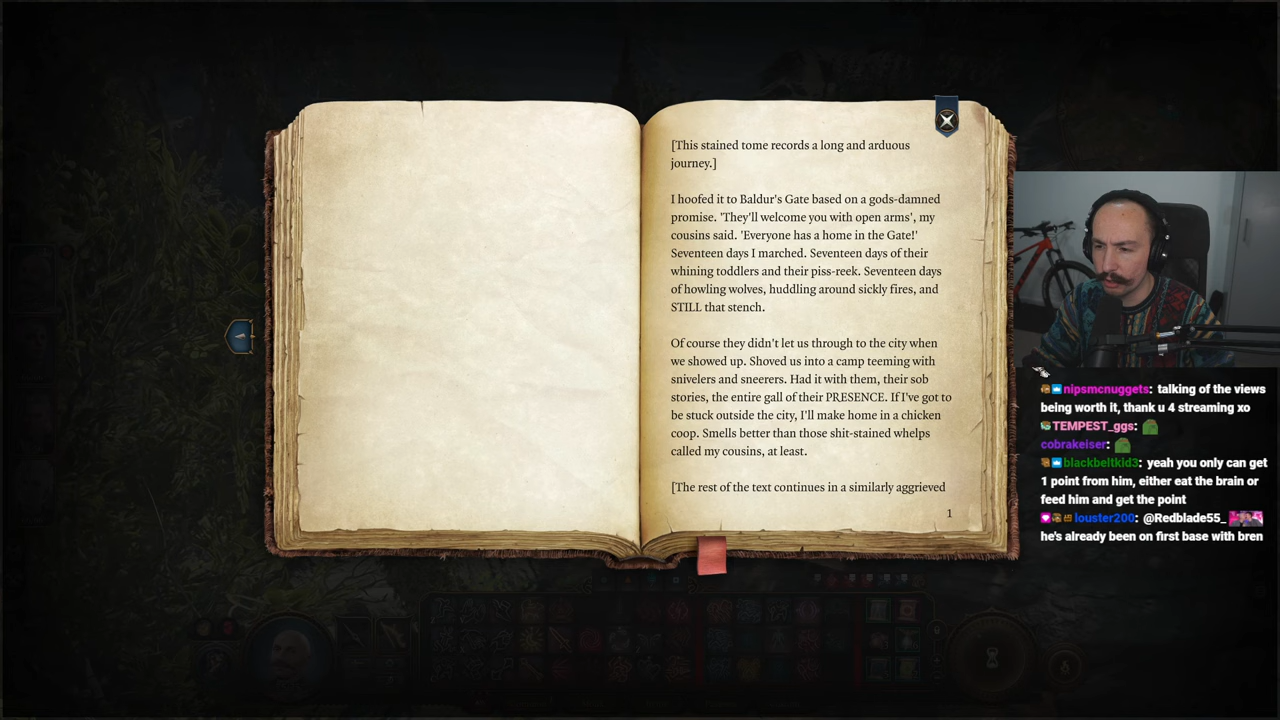 [This stained tome records a long and arduous
journey.]
I hoofed it to Baldur's Gate based on a gods-damned
promise. 'They'll welcome you with open arms', my
cousins said. 'Everyone has a home in the Gate!'
Seventeen days I marched. Seventeen days of their
whining toddlers and their piss-reek. Seventeen days
of howling wolves, huddling around sickly fires, and
STILL that stench.
Of course they didn't let us through to the city when
we showed up. Shoved us into a camp teeming with
snivelers and sneerers. Had it with them, their sob
stories, the entire gall of their PRESENCE. If I've got to
be stuck outside the city, I'll make home in a chicken
coop. Smells better than those shit-stained whelps
called my cousins, at least.
[The rest of the text continues in a similarly aggrieved
1
nipsmcnuggets: talking of the views
being worth it, thank u 4 streaming xo
TEMPEST_ggs:
cobrakeiser:
blackbeltkid3: yeah you only can get
1 point from him, either eat the brain or
feed him and get the point
louster200: @Redblade55_
he's already been on first base with bren